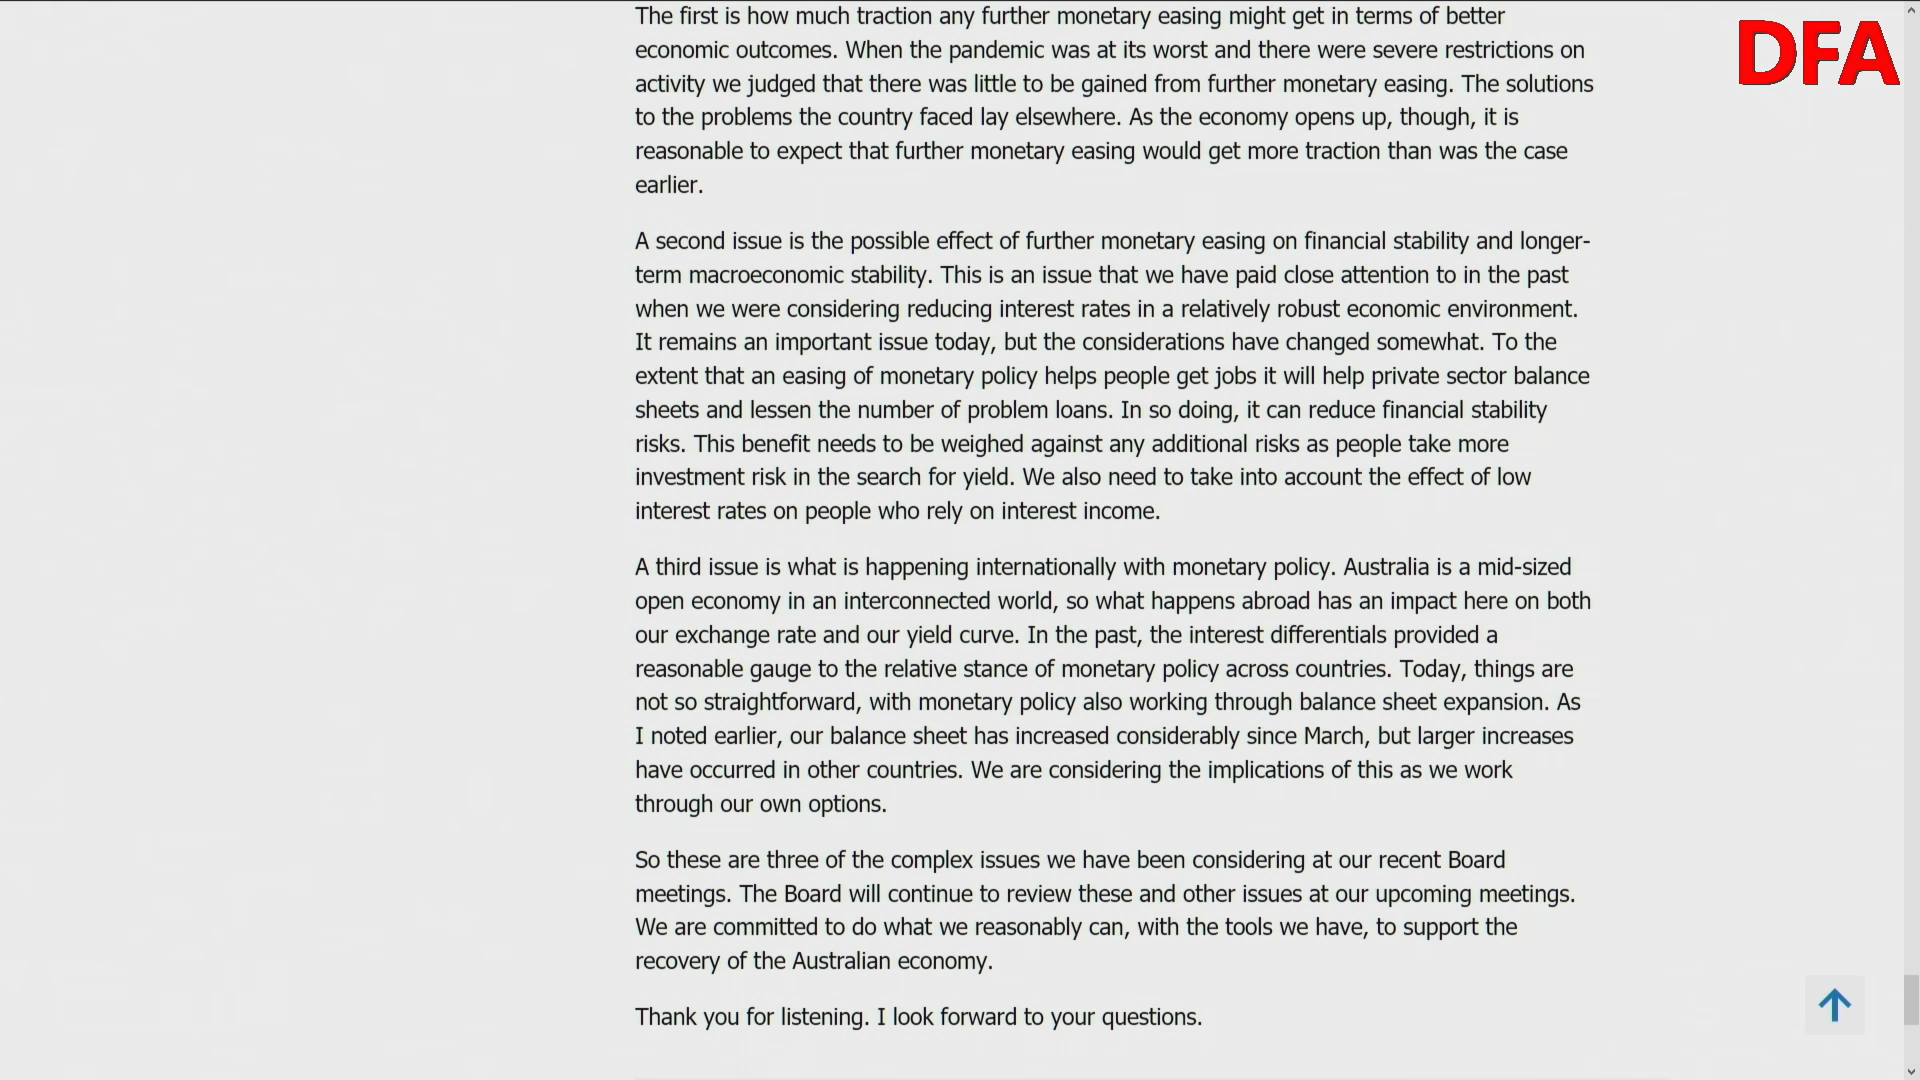 The first is how much traction any further monetary easing might get in terms of better
economic outcomes. When the pandemic was at its worst and there were severe restrictions on
activity we judged that there was little to be gained from further monetary easing. The solutions
to the problems the country faced lay elsewhere. As the economy opens up, though, it is
reasonable to expect that further monetary easing would get more traction than was the case
earlier.
DFA
A second issue is the possible effect of further monetary easing on financial stability and longer-
term macroeconomic stability. This is an issue that we have paid close attention to in the past
when we were considering reducing interest rates in a relatively robust economic environment.
It remains an important issue today, but the considerations have changed somewhat. To the
extent that an easing of monetary policy helps people get jobs it will help private sector balance
sheets and lessen the number of problem loans. In so doing, it can reduce financial stability
risks. This benefit needs to be weighed against any additional risks as people take more
investment risk in the search for yield. We also need to take into account the effect of low
interest rates on people who rely on interest income.
A third issue is what is happening internationally with monetary policy. Australia is a mid-sized
open economy in an interconnected world, so what happens abroad has an impact here on both
our exchange rate and our yield curve. In the past, the interest differentials provided a
reasonable gauge to the relative stance of monetary policy across countries. Today, things are
not so straightforward, with monetary policy also working through balance sheet expansion. As
I noted earlier, our balance sheet has increased considerably since March, but larger increases
have occurred in other countries. We are considering the implications of this as we work
through our own options.
So these are three of the complex issues we have been considering at our recent Board
meetings. The Board will continue to review these and other issues at our upcoming meetings.
We are committed to do what we reasonably can, with the tools we have, to support the
recovery of the Australian economy.
Thank you for listening. I look forward to your questions.